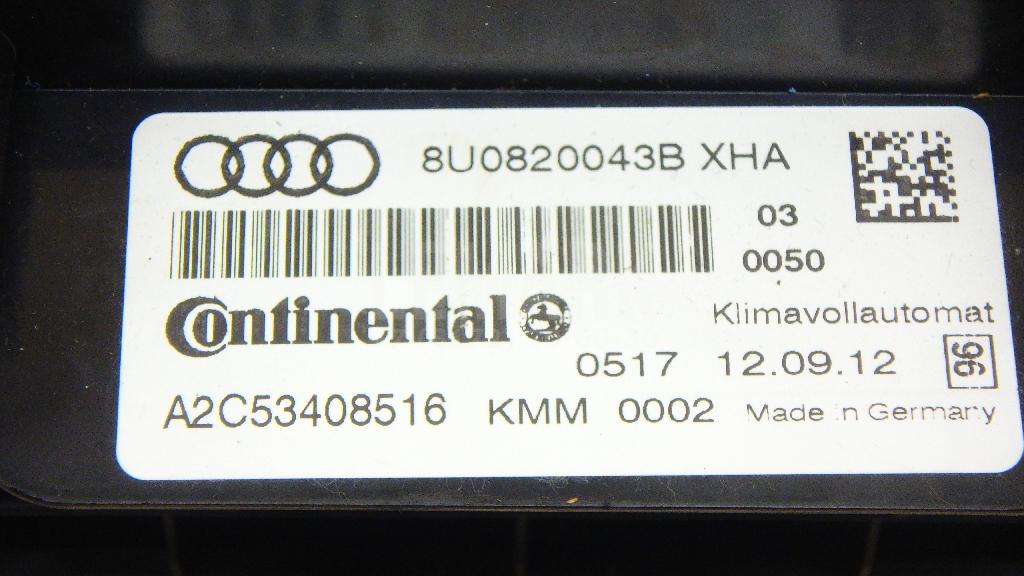 8U0820043B XHA
03
0050
Continental
Klimavollautomat
0517 12.09.12
96
A2C53408516 KMM 0002 Made in Germany